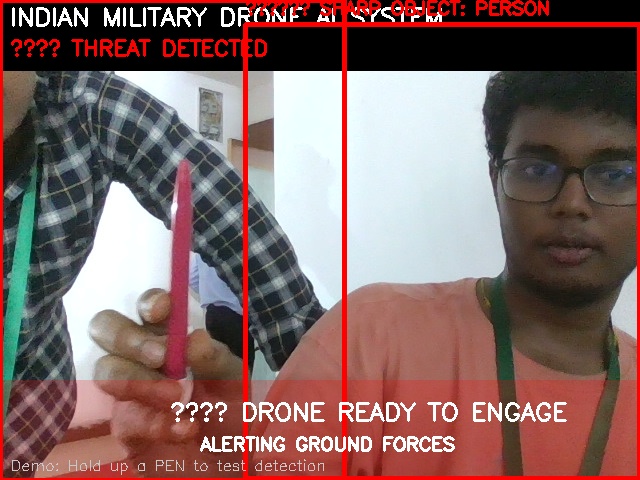 ?????? SHARP OBJECT: PERSON
INDIAN MILITARY DRONE AI SYSTEM
???? THREAT DETECTED
???? DRONE READY TO ENGAGE
ALERTING GROUND FORCES
Demo: Hold up a PEN to test detection